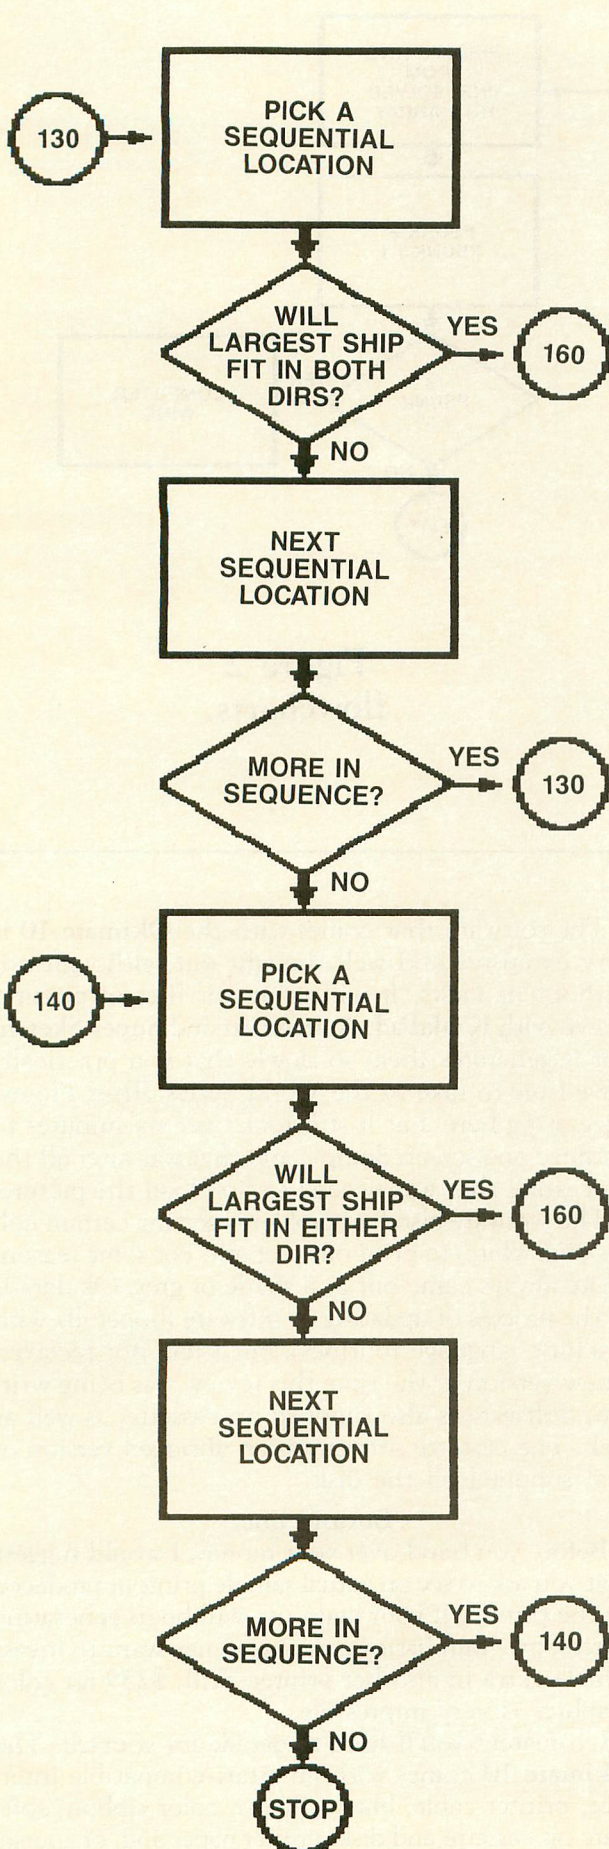 130
PICK A
SEQUENTIAL
LOCATION
WILL
LARGEST SHIP
FIT IN BOTH
DIRS?
YES
160
NO
NEXT
SEQUENTIAL
LOCATION
MORE IN
SEQUENCE?
YES
130
NO
140
PICK A
SEQUENTIAL
LOCATION
WILL
LARGEST SHIP
FIT IN EITHER
DIR?
YES
160
NO
NEXT
SEQUENTIAL
LOCATION
MORE IN
SEQUENCE?
YES
140
NO
STOP